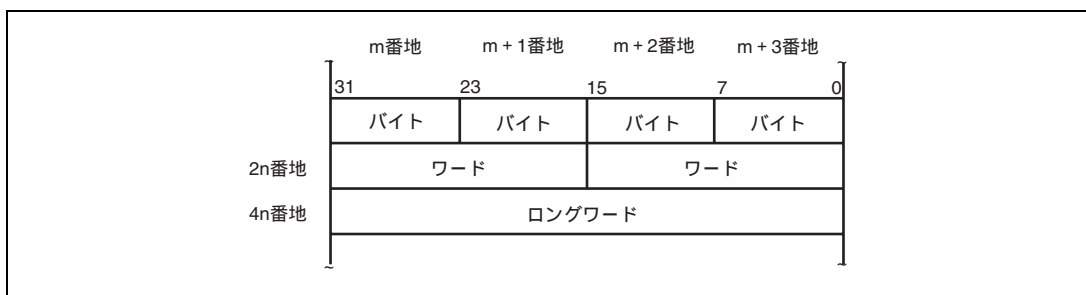 m番地 m + 1番地 m + 2番地 m + 3番地
31 23 15 7 0
バイト バイト バイト バイト
2n番地 ワード ワード
4n番地 ロングワード